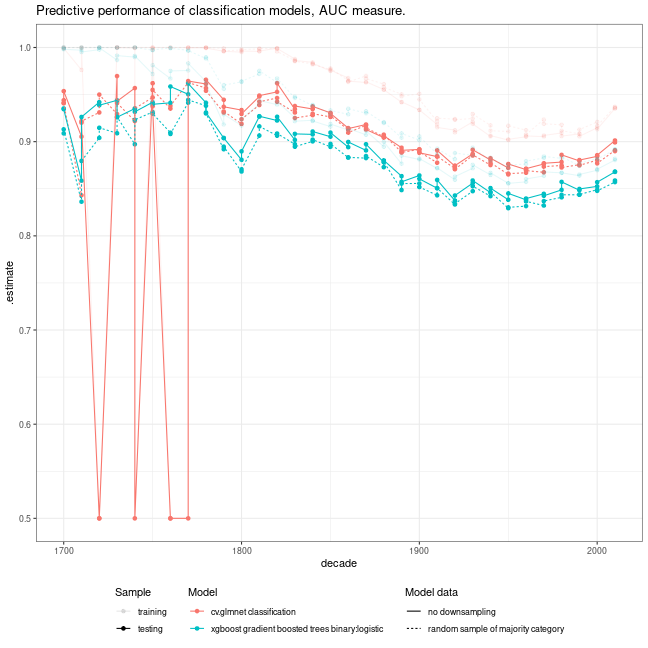 Predictive performance of classification models, AUC measure.
1.0
0.9
0.8
0.7
0.6
0.5
.estimate
1700
1800
1900
2000
decade
Sample
training
testing
Model
cv.glmnet classification
xgboost gradient boosted trees binary:logistic
Model data
no downsampling
random sample of majority category